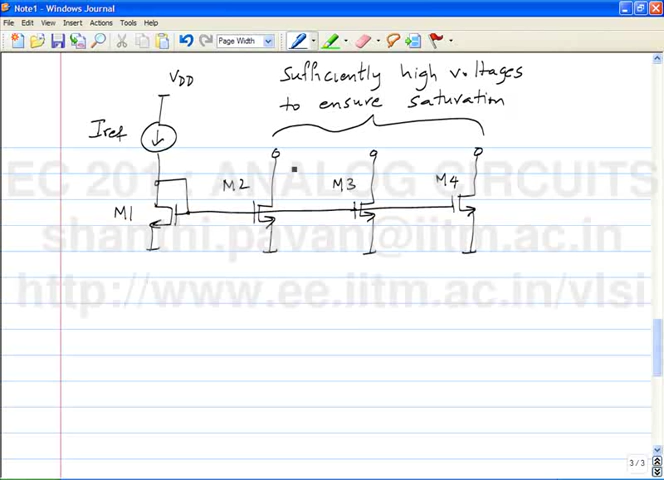 Note1 - Windows Journal
File Edit View Insert Actions Tools Help
Page Width
VDD
Sufficiently high voltages
to ensure saturation
Iref
M1
M2
M3
M4
EC 201 ANALOG CIRCUITS
shanthi.pavan@iitm.ac.in
http://www.ee.iitm.ac.in/vlsi
3 / 3